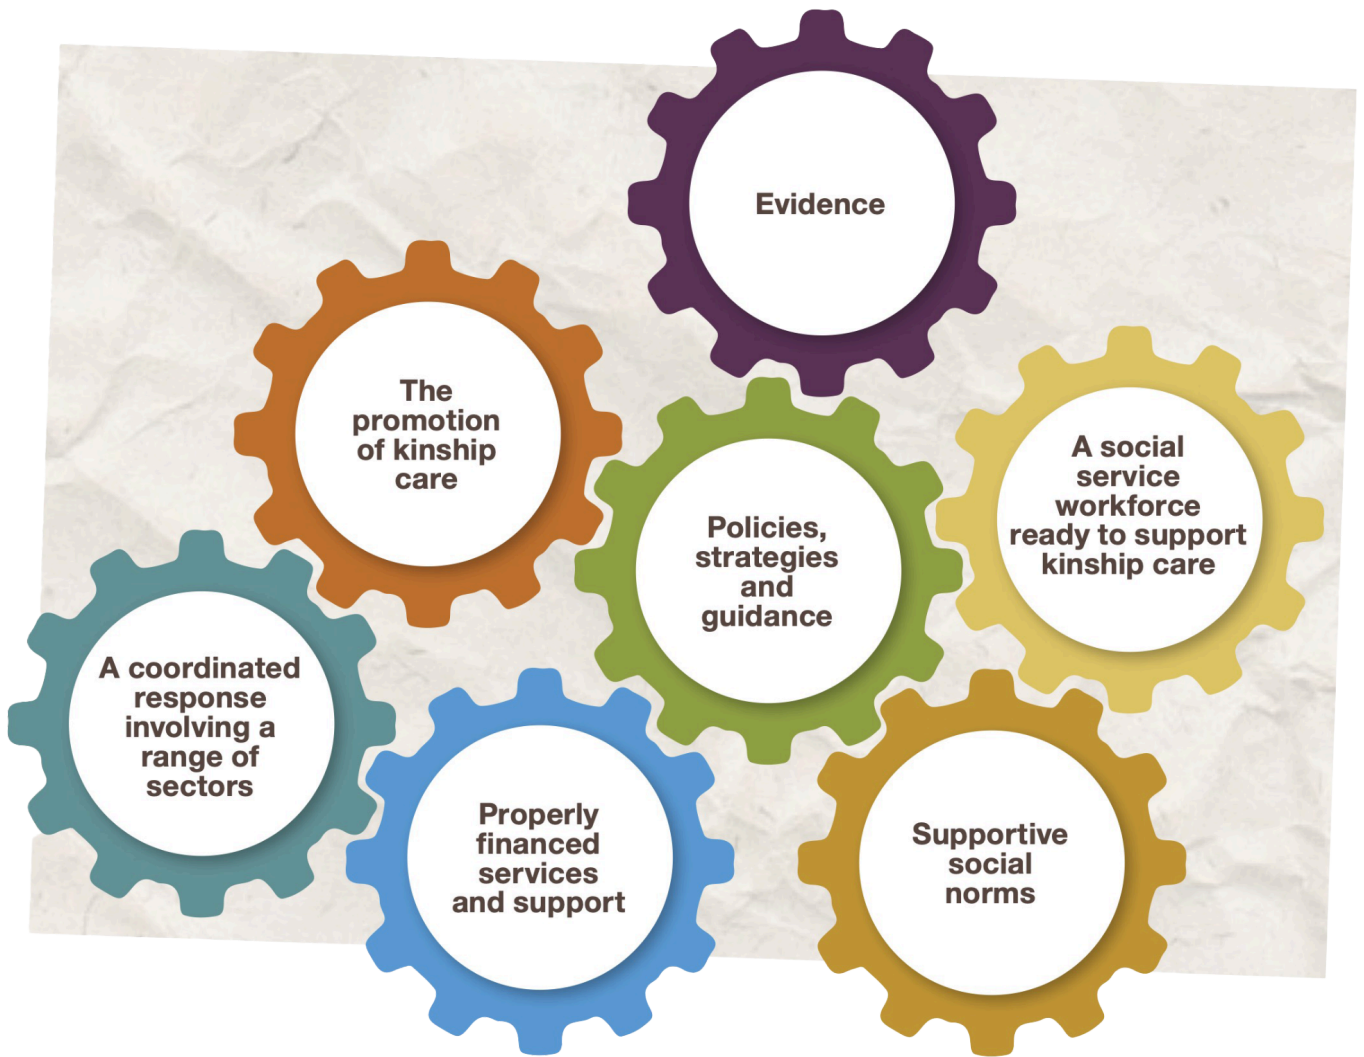 Evidence
The
promotion
of kinship
care
A social
service
workforce
ready to support
kinship care
Policies,
strategies
and
guidance
A coordinated
response
involving a
range of
sectors
Properly
financed
services
and support
Supportive
social
norms